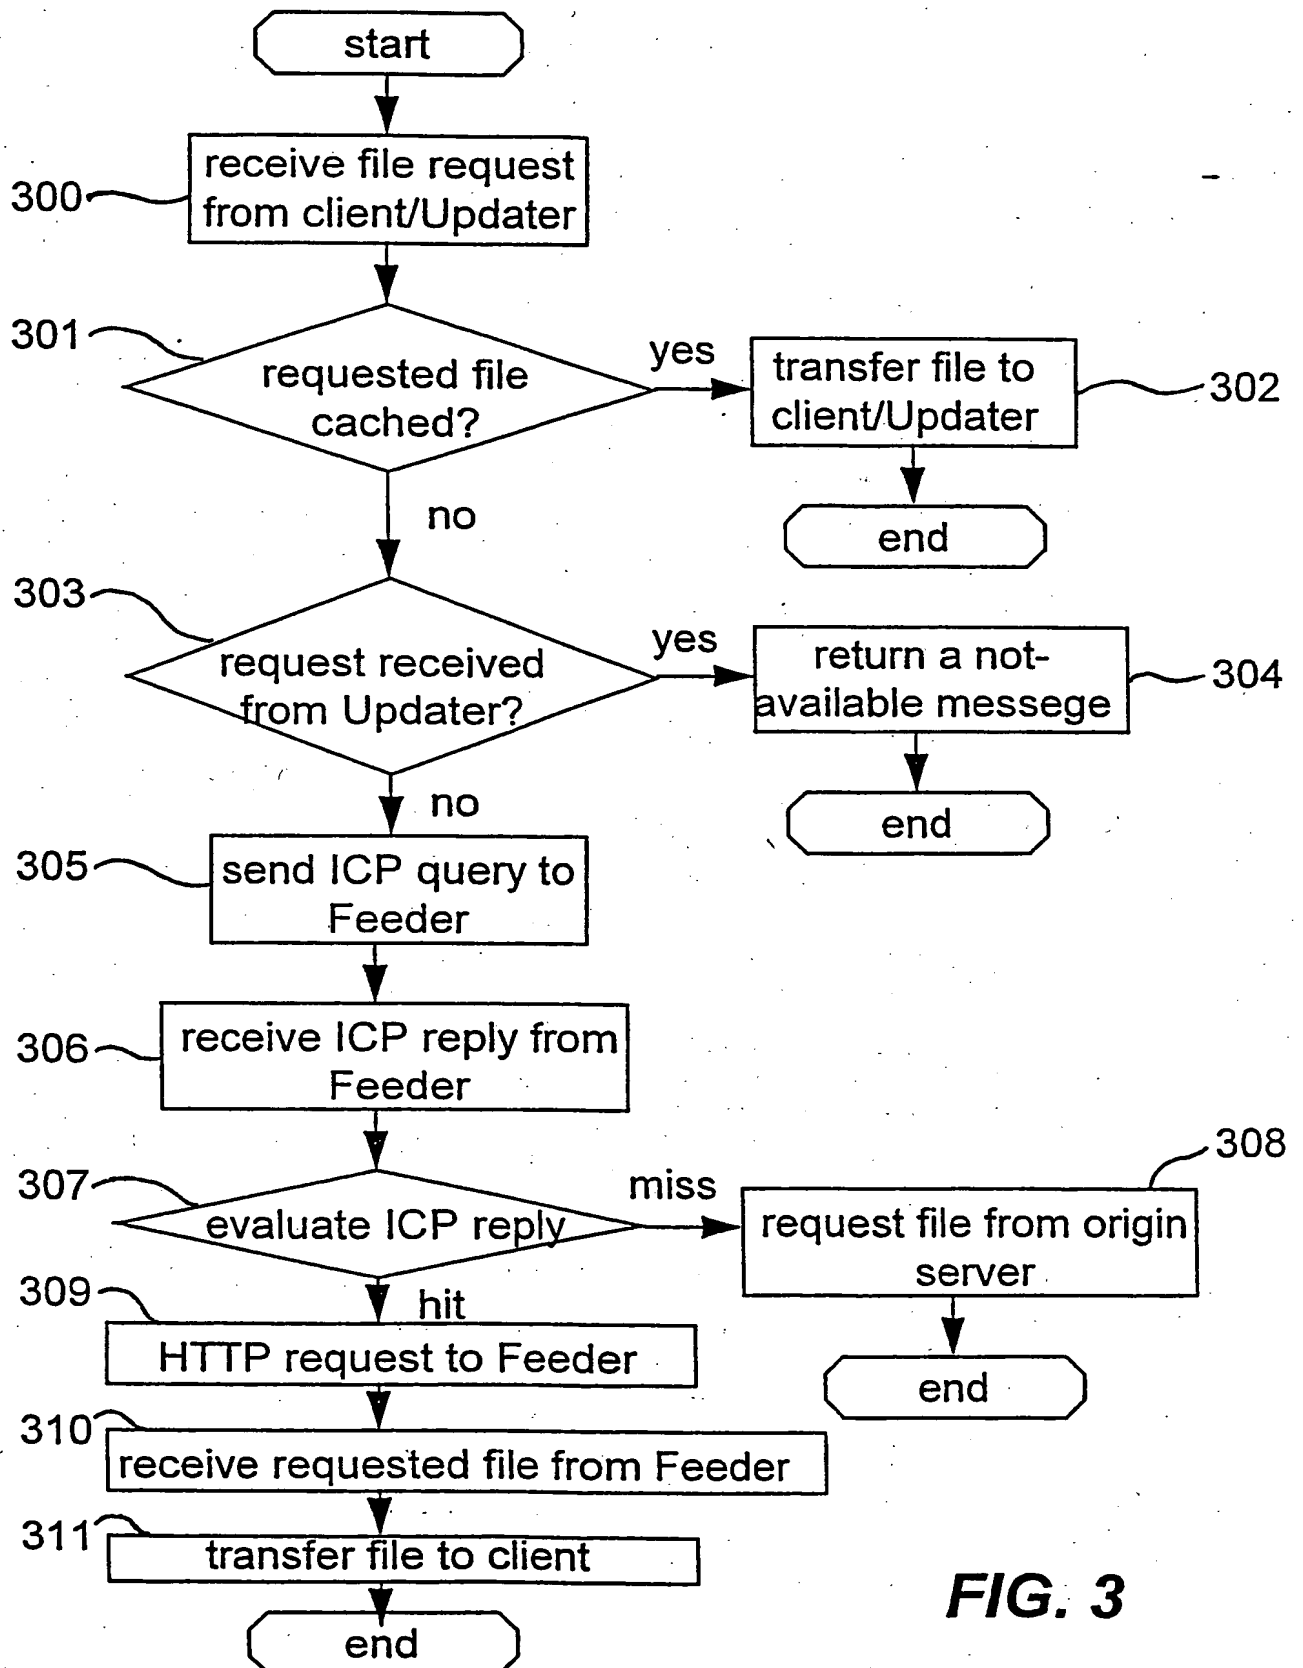 start
300
receive file request
from client/Updater
301
requested file
cached?
yes
transfer file to
client/Updater
302
end
no
303
request received
from Updater?
yes
return a not-
available messege
304
end
no
305
send ICP query to
Feeder
306
receive ICP reply from
Feeder
307
evaluate ICP reply
miss
308
request file from origin
server
end
hit
309
HTTP request to Feeder
310
receive requested file from Feeder
311
transfer file to client
end
FIG. 3